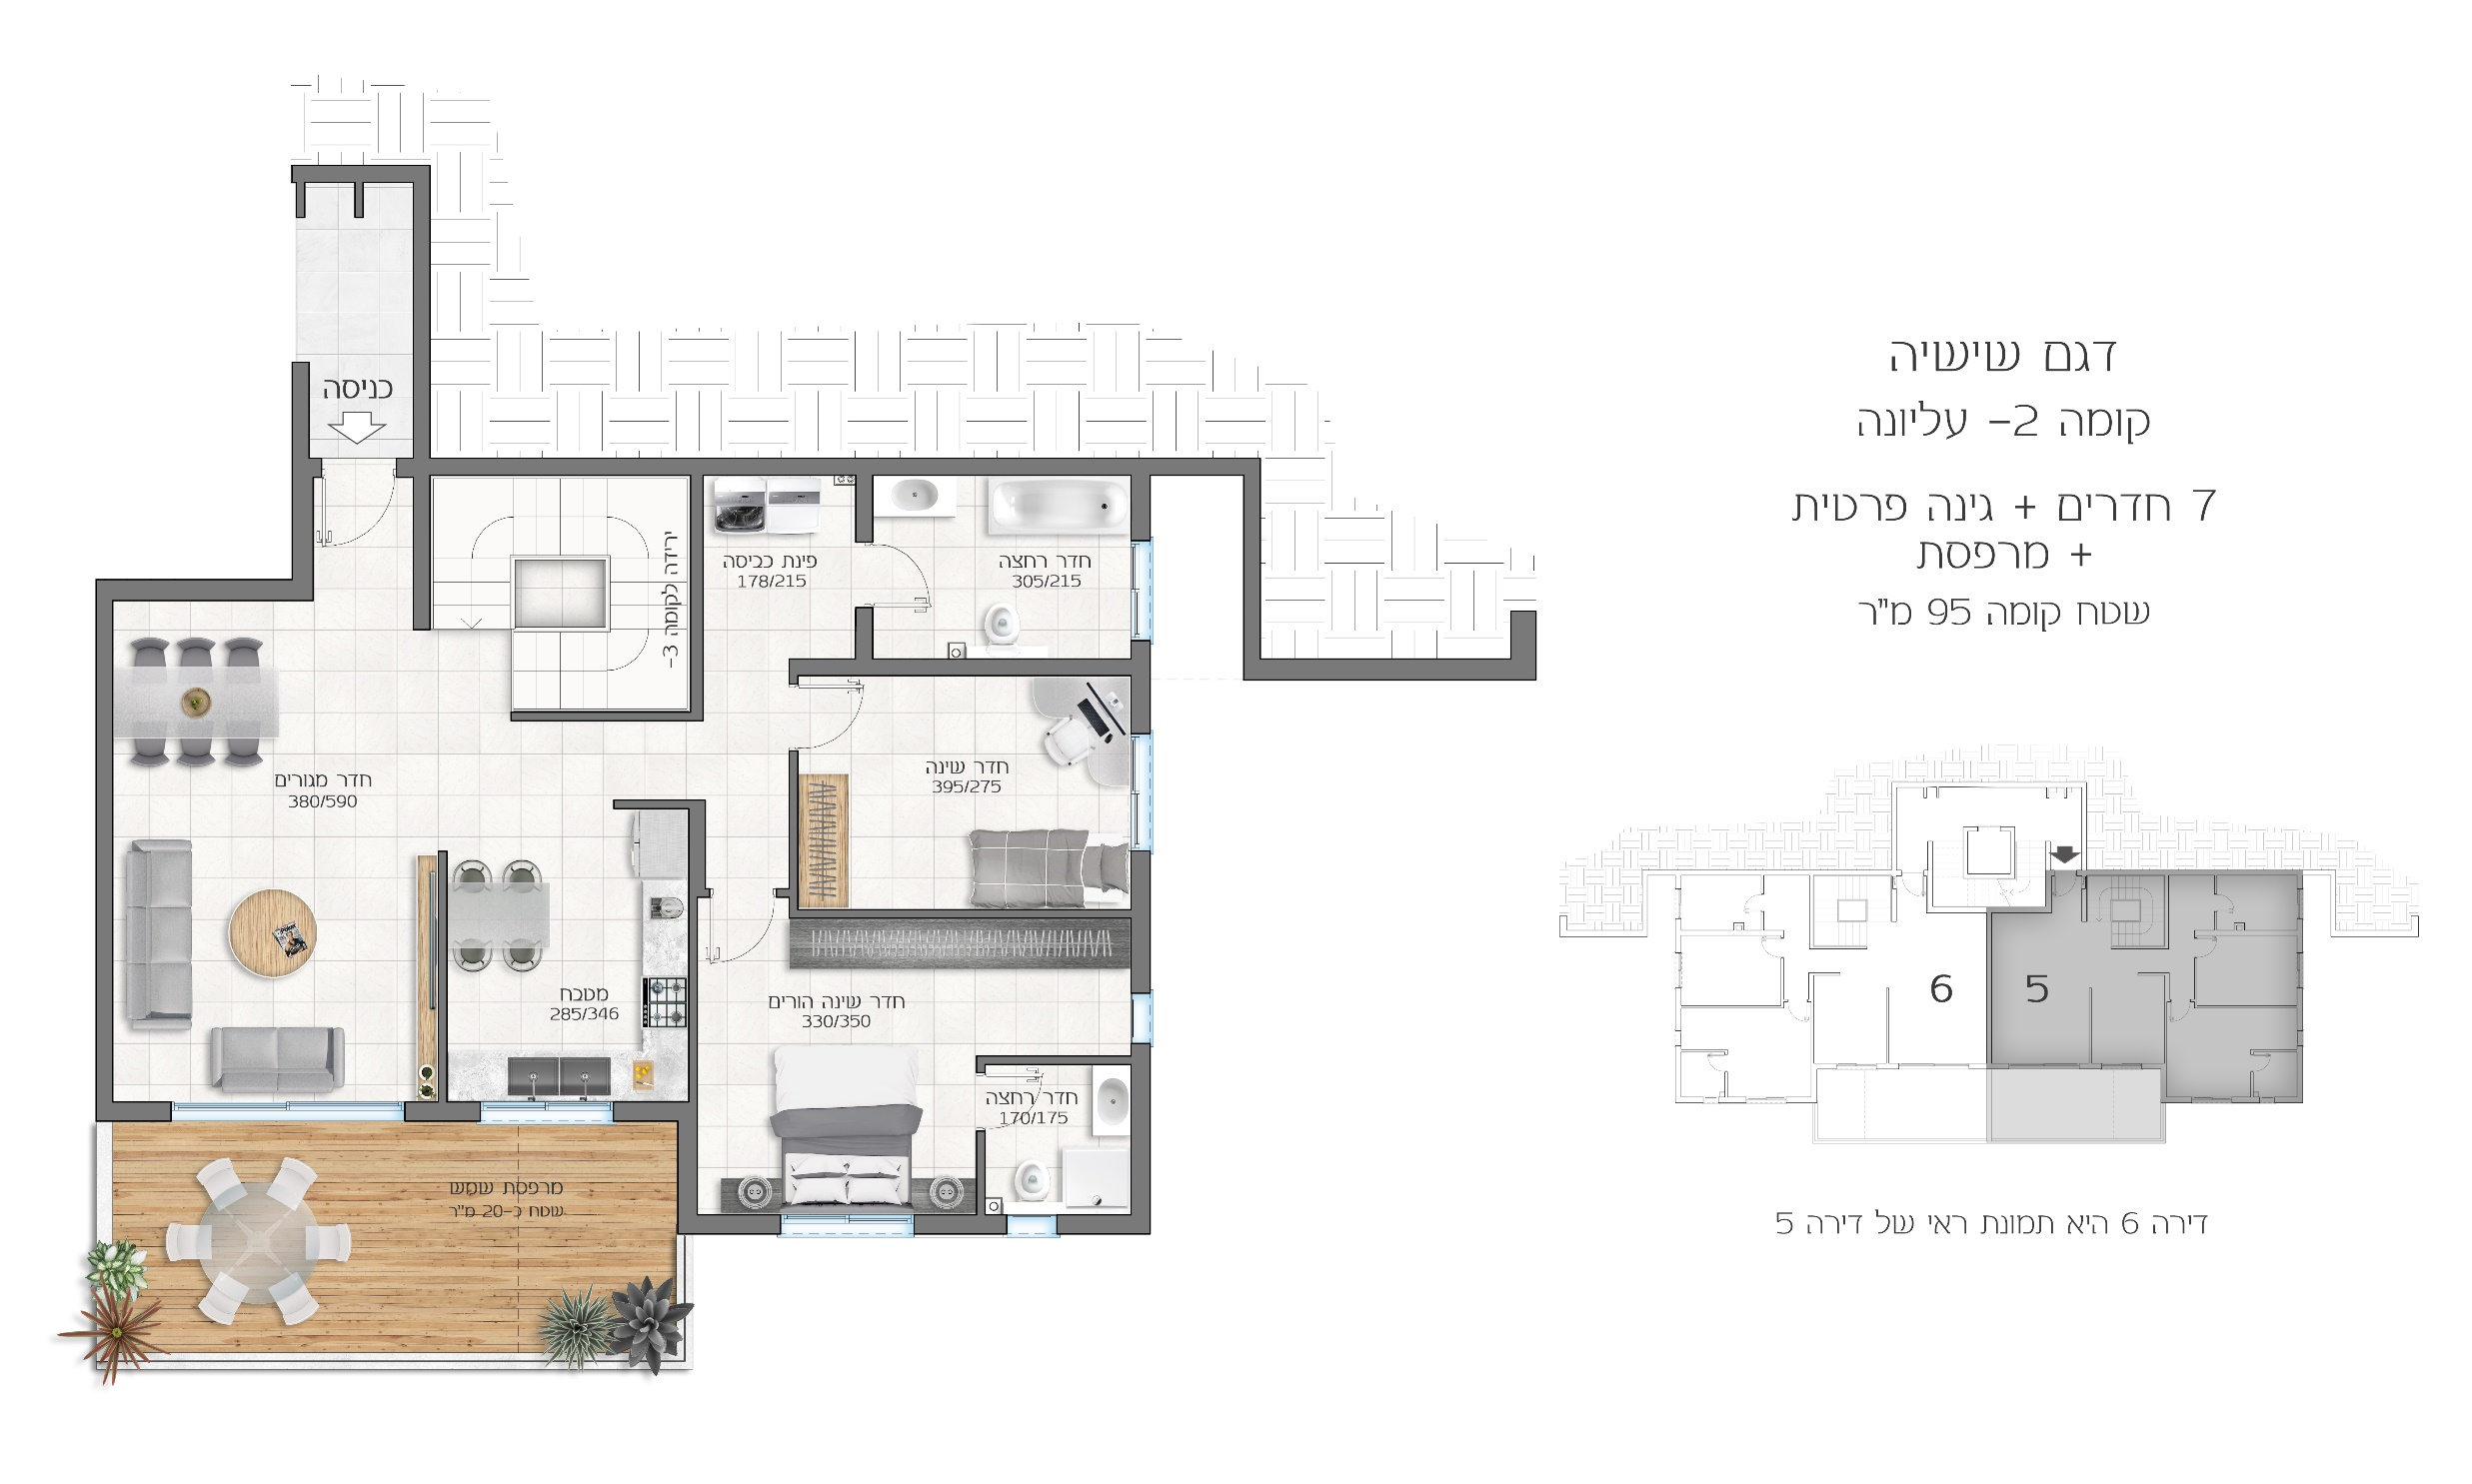 דגם שישיה
קומה 2- עליונה
7 חדרים + גינה פרטית
+ מרפסת
שטח קומה 95 מ"ר
כניסה
ירידה לקומה 3-
פינת כביסה
178/215
חדר רחצה
305/215
חדר שינה
395/275
חדר מגורים
380/590
מטבח
285/346
חדר שינה הורים
330/350
חדר רחצה
170/175
מרפסת שמש
שטח כ-20 מ"ר
6
5
דירה 6 היא תמונת ראי של דירה 5